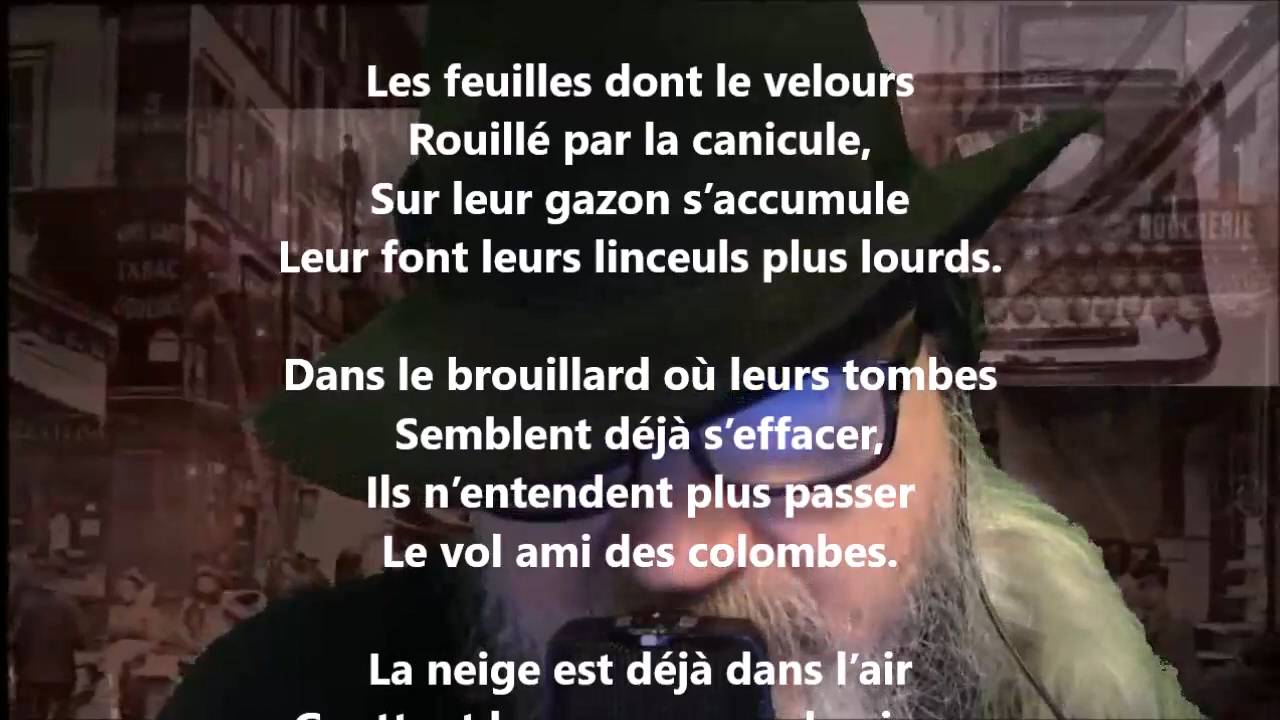 Les feuilles dont le velours
Rouillé par la canicule,
Sur leur gazon s’accumule
Leur font leurs linceuls plus lourds.
Dans le brouillard où leurs tombes
Semblent déjà s’effacer,
Ils n’entendent plus passer
Le vol ami des colombes.
La neige est déjà dans l’air
TABAC
BOUCHERIE